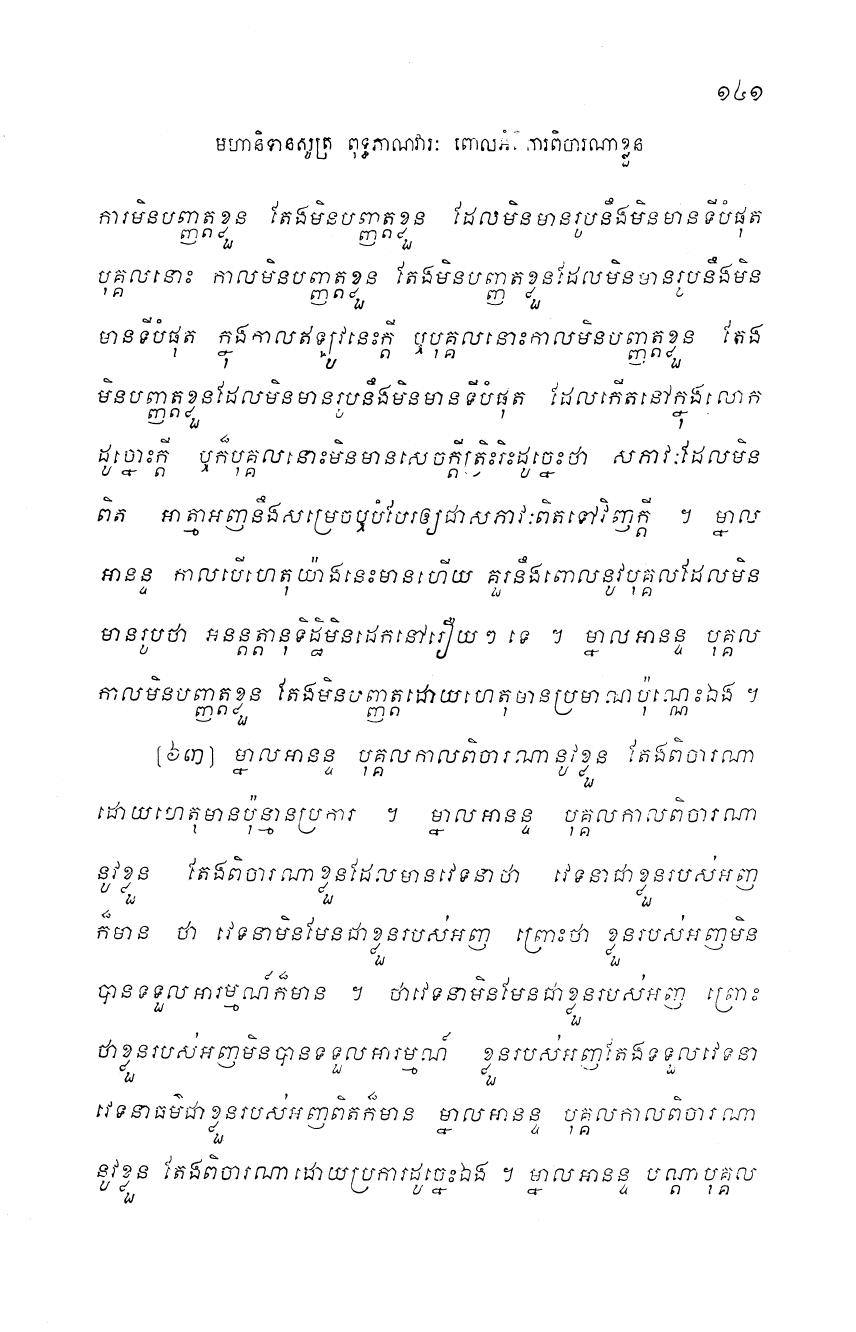 ១៤១
មហានិទានសូត្រ ពុទ្ធភាណវារៈ ពោលអំពីការពិចារណាខ្លួន
ការមិនបញ្ញត្តខ្លួន តែងមិនបញ្ញត្តខ្លួន ដែលមិនមានរូបនឹងមិនមានទីបំផុត
បុគ្គលនោះ កាលមិនបញ្ញត្តខ្លួន តែងមិនបញ្ញតខ្លួនដែលមិនមានរូបនឹងមិន
មានទីបំផុត ក្នុងកាលឥឡូវនេះក្តី ឬបុគ្គលនោះកាលមិនបញ្ញត្តខ្លួន តែង
មិនបញ្ញត្តខ្លួនដែលមិនមានរូបនឹងមិនមានទីបំផុត ដែលកើតនៅក្នុងលោក
ដូច្នោះក្តី ឬក៏បុគ្គលនោះមិនមានសេចក្តីត្រិះរិះដូច្នេះថា សភាវៈដែលមិន
ពិត អាត្មាអញនឹងសម្រេចឬបំបែរឲ្យជាសភាវៈពិតទៅវិញក្តី ។ ម្នាល
អានន្ទ កាលបើហេតុយ៉ាងនេះមានហើយ គួរនឹងពោលនូវបុគ្គលដែលមិន
មានរូបថា អនន្តត្តានុទិដ្ឋិមិនដេកនៅរឿយៗ ទេ ។ ម្នាលអានន្ទ បុគ្គល
កាលមិនបញ្ញត្តខ្លួន តែងមិនបញ្ញត្តដោយហេតុមានប្រមាណប៉ុណ្ណេះឯង ។
(៦៣) ម្នាលអានន្ទ បុគ្គលកាលពិចារណានូវខ្លួន តែងពិចារណា
ដោយហេតុមានប៉ុន្មានប្រការ ។ ម្នាលអានន្ទ បុគ្គលកាលពិចារណា
នូវខ្លួន តែងពិចារណាខ្លួនដែលមានវេទនាថា វេទនាជាខ្លួនរបស់អញ
ក៏មាន ថា វេទនាមិនមែនជាខ្លួនរបស់អញ ព្រោះថា ខ្លួនរបស់អញមិន
បានទទួលអារម្មណ៍ក៏មាន ។ ថាវេទនាមិនមែនជាខ្លួនរបស់អញ ព្រោះ
ថាខ្លួនរបស់អញមិនបានទទួលអារម្មណ៍ ខ្លួនរបស់អញតែងទទួលវេទនា
វេទនាធម៌ជាខ្លួនរបស់អញពិតក៏មាន ម្នាលអានន្ទ បុគ្គលកាលពិចារណា
នូវខ្លួន តែងពិចារណាដោយប្រការដូច្នេះឯង ។ ម្នាលអានន្ទ បណ្តាបុគ្គល